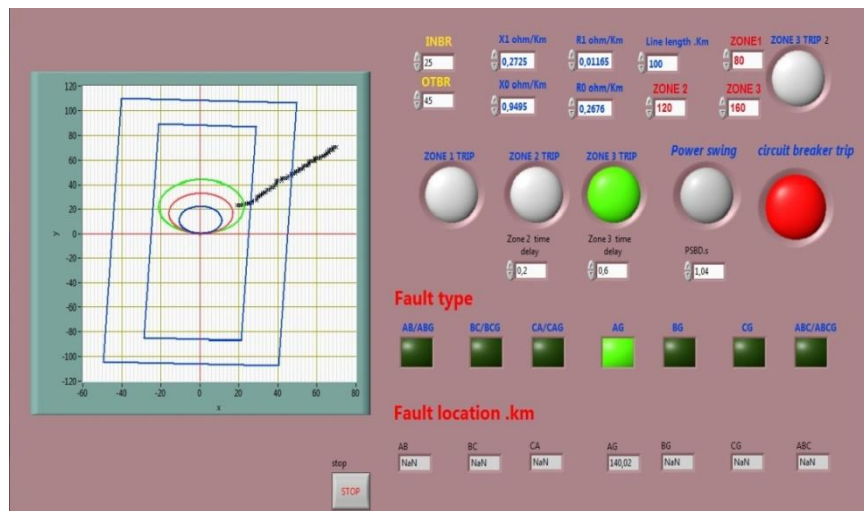 INBR X1 ohm/Km R1 ohm/Km Line length .Km ZONE1 ZONE 3 TRIP 2
25 0,2725 0,01165 100 80
OTBR X0 ohm/Km R0 ohm/Km ZONE 2 ZONE 3
45 0,9495 0,2676 120 160
120
100
80
60
40
20
0
-20
-40
-60
-80
-100
-120
y
-60 -40 -20 0 20 40 60 80
x
ZONE 1 TRIP ZONE 2 TRIP ZONE 3 TRIP Power swing circuit breaker trip
Zone 2 time delay Zone 3 time delay PSBD.s
0,2 0,6 1,04
Fault type
AB/ABG BC/BCG CA/CAG AG BG CG ABC/ABCG
Fault location .km
AB BC CA AG BG CG ABC
NaN NaN NaN 140,02 NaN NaN NaN
stop
STOP